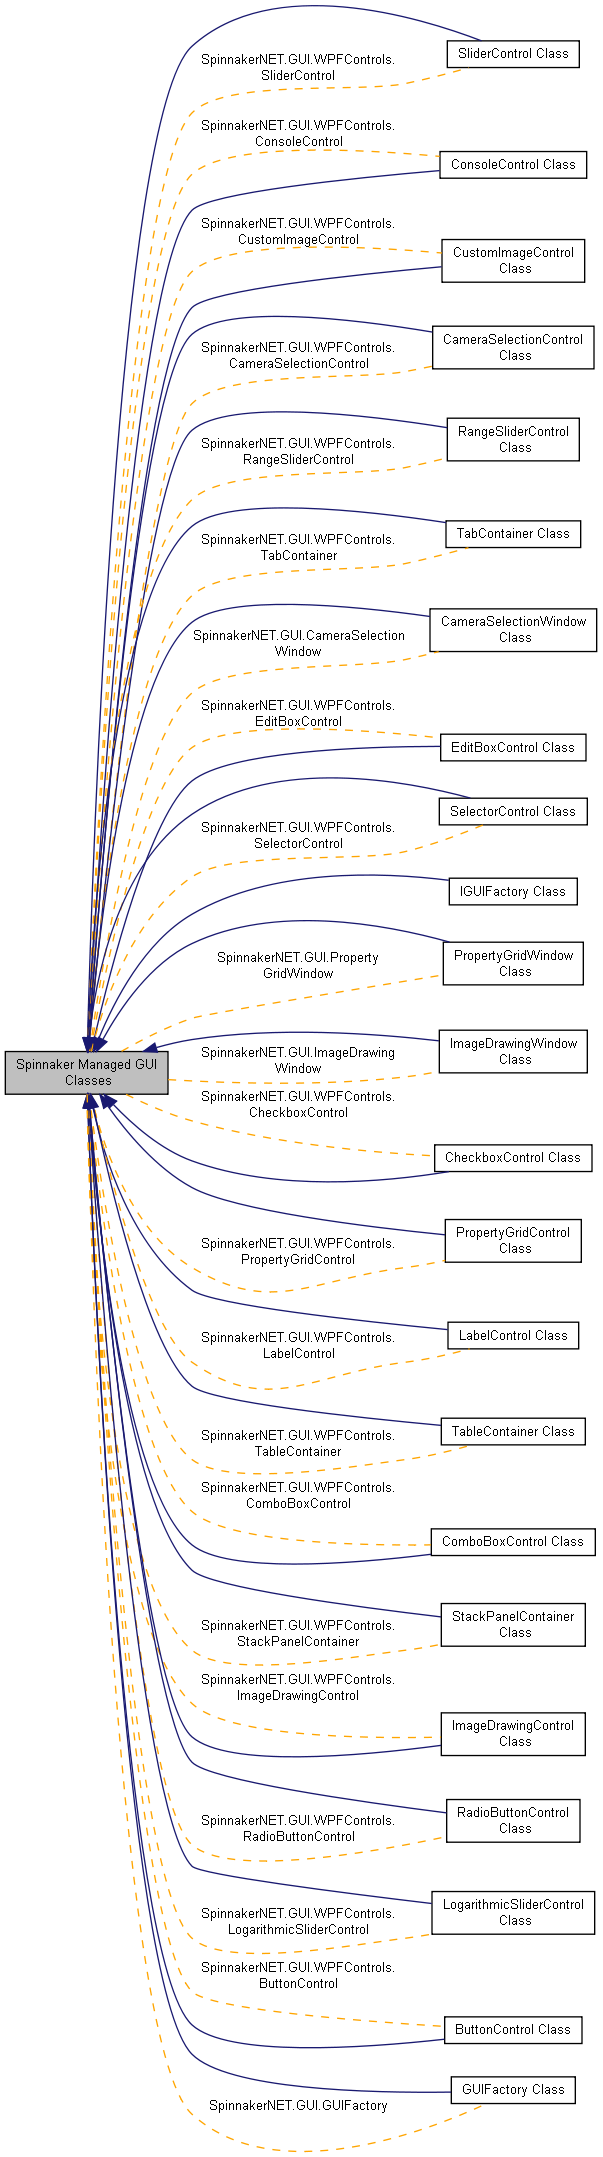 SliderControl Class
SpinnakerNET.GUI.WPFControls.
SliderControl
SpinnakerNET.GUI.WPFControls.
ConsoleControl
ConsoleControl Class
SpinnakerNET.GUI.WPFControls.
CustomImageControl
CustomImageControl
Class
CameraSelectionControl
Class
SpinnakerNET.GUI.WPFControls.
CameraSelectionControl
RangeSliderControl
Class
SpinnakerNET.GUI.WPFControls.
RangeSliderControl
TabContainer Class
SpinnakerNET.GUI.WPFControls.
TabContainer
CameraSelectionWindow
Class
SpinnakerNET.GUI.CameraSelection
Window
SpinnakerNET.GUI.WPFControls.
EditBoxControl
EditBoxControl Class
SelectorControl Class
SpinnakerNET.GUI.WPFControls.
SelectorControl
IGUIFactory Class
PropertyGridWindow
Class
SpinnakerNET.GUI.Property
GridWindow
ImageDrawingWindow
Class
SpinnakerNET.GUI.ImageDrawing
Window
Spinnaker Managed GUI
Classes
SpinnakerNET.GUI.WPFControls.
CheckboxControl
CheckboxControl Class
PropertyGridControl
Class
SpinnakerNET.GUI.WPFControls.
PropertyGridControl
LabelControl Class
SpinnakerNET.GUI.WPFControls.
LabelControl
TableContainer Class
SpinnakerNET.GUI.WPFControls.
TableContainer
SpinnakerNET.GUI.WPFControls.
ComboBoxControl
ComboBoxControl Class
StackPanelContainer
Class
SpinnakerNET.GUI.WPFControls.
StackPanelContainer
SpinnakerNET.GUI.WPFControls.
ImageDrawingControl
ImageDrawingControl
Class
RadioButtonControl
Class
SpinnakerNET.GUI.WPFControls.
RadioButtonControl
LogarithmicSliderControl
Class
SpinnakerNET.GUI.WPFControls.
LogarithmicSliderControl
SpinnakerNET.GUI.WPFControls.
ButtonControl
ButtonControl Class
GUIFactory Class
SpinnakerNET.GUI.GUIFactory